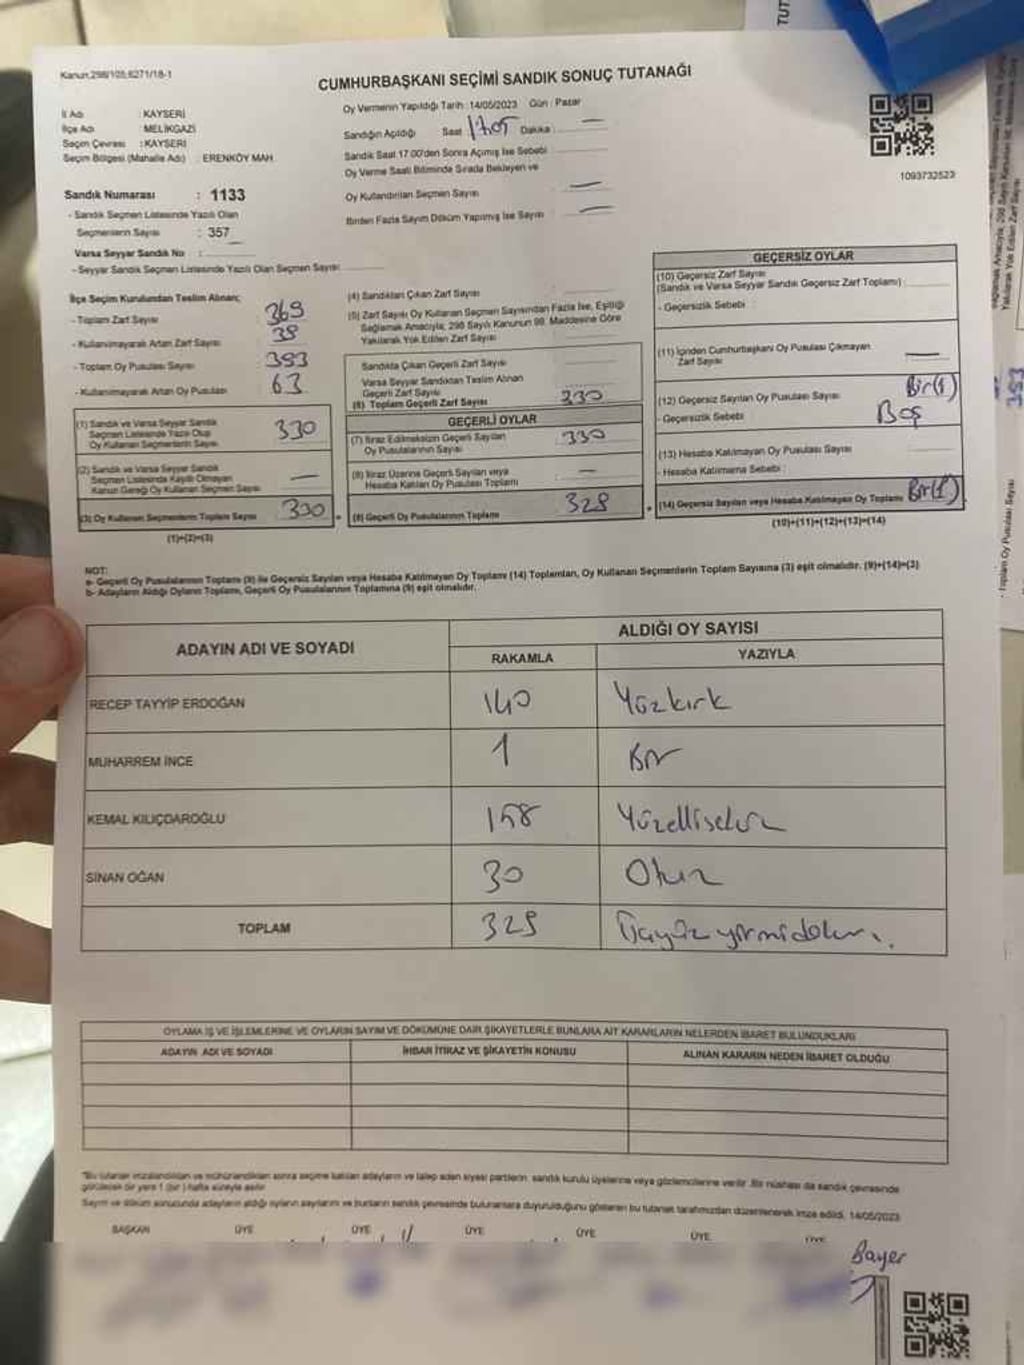 Kanun,298/105;6271/18-1
CUMHURBAŞKANI SEÇİMİ SANDIK SONUÇ TUTANAĞI
İl Adı : KAYSERİ
İlçe Adı : MELİKGAZİ
Seçim Çevresi : KAYSERİ
Seçim Bölgesi (Mahalle Adı) : ERENKÖY MAH.
Sandık Numarası : 1133
- Sandık Seçmen Listesinde Yazılı Olan
Seçmenlerin Sayısı : 357
Varsa Seyyar Sandık No :
- Seyyar Sandık Seçmen Listesinde Yazılı Olan Seçmen Sayısı
Oy Vermenin Yapıldığı Tarih : 14/05/2023 Gün : Pazar
Sandığın Açıldığı Saat 17.05 Dakika : —
Sandık Saat 17.00'den Sonra Açılmış İse Sebebi
Oy Verme Saati Bitiminde Sırada Bekleyen ve
Oy Kullandırılan Seçmen Sayısı : —
Birden Fazla Sayım Döküm Yapılmış İse Sayısı : —
1093732523
İlçe Seçim Kurulundan Teslim Alınan;
- Toplam Zarf Sayısı 369
- Kullanılmayarak Artan Zarf Sayısı 39
- Toplam Oy Pusulası Sayısı 393
- Kullanılmayarak Artan Oy Pusulası 63
(1) Sandık ve Varsa Seyyar Sandık
Seçmen Listesinde Yazılı Olup
Oy Kullanan Seçmenlerin Sayısı 330
(2) Sandık ve Varsa Seyyar Sandık
Seçmen Listesinde Kayıtlı Olmayan
Kanun Gereği Oy Kullanan Seçmen Sayısı —
(3) Oy Kullanan Seçmenlerin Toplam Sayısı 330
(1)+(2)=(3)
(4) Sandıktan Çıkan Zarf Sayısı
(5) Zarf Sayısı Oy Kullanan Seçmen Sayısından Fazla İse, Eşitliği
Sağlamak Amacıyla; 298 Sayılı Kanunun 98. Maddesine Göre
Yakılarak Yok Edilen Zarf Sayısı
Sandıkta Çıkan Geçerli Zarf Sayısı
Varsa Seyyar Sandıktan Teslim Alınan
Geçerli Zarf Sayısı
(6) Toplam Geçerli Zarf Sayısı 330
GEÇERLİ OYLAR
(7) İtiraz Edilmeksizin Geçerli Sayılan
Oy Pusulalarının Sayısı 330
(8) İtiraz Üzerine Geçerli Sayılan veya
Hesaba Katılan Oy Pusulası Toplamı —
(9) Geçerli Oy Pusulalarının Toplamı 329
GEÇERSİZ OYLAR
(10) Geçersiz Zarf Sayısı
(Sandık ve Varsa Seyyar Sandık Geçersiz Zarf Toplamı) :
- Geçersizlik Sebebi :
(11) İçinden Cumhurbaşkanı Oy Pusulası Çıkmayan
Zarf Sayısı —
(12) Geçersiz Sayılan Oy Pusulası Sayısı Bir(1)
- Geçersizlik Sebebi : Boş
(13) Hesaba Katılmayan Oy Pusulası Sayısı
- Hesaba Katılmama Sebebi :
(14) Geçersiz Sayılan veya Hesaba Katılmayan Oy Toplamı Bir(1)
(10)+(11)+(12)+(13)=(14)
NOT:
a- Geçerli Oy Pusulalarının Toplamı (9) ile Geçersiz Sayılan veya Hesaba Katılmayan Oy Toplamı (14) Toplamları, Oy Kullanan Seçmenlerin Toplam Sayısına (3) eşit olmalıdır. (9)+(14)=(3)
b- Adayların Aldığı Oyların Toplamı, Geçerli Oy Pusulalarının Toplamına (9) eşit olmalıdır.
ADAYIN ADI VE SOYADI ALDIĞI OY SAYISI
RAKAMLA YAZIYLA
RECEP TAYYİP ERDOĞAN 140 Yüzkırk
MUHARREM İNCE 1 Bir
KEMAL KILIÇDAROĞLU 158 Yüzellisekiz
SİNAN OĞAN 30 Otuz
TOPLAM 329 Üçyüz yirmidokuz
OYLAMA İŞ VE İŞLEMLERİNE VE OYLARIN SAYIM VE DÖKÜMÜNE DAİR ŞİKAYETLERLE BUNLARA AİT KARARLARIN NELERDEN İBARET BULUNDUKLARI
ADAYIN ADI VE SOYADI İHBAR İTİRAZ VE ŞİKAYETİN KONUSU ALINAN KARARIN NEDEN İBARET OLDUĞU
*Bu tutanak imzalandıktan ve mühürlendikten sonra seçime katılan adayların ve talep eden siyasi partilerin sandık kurulu üyelerine veya gözlemcilerine verilir. Bir nüshası da sandık çevresinde
görülecek bir yere 1 (bir) hafta süreyle asılır.
Sayım ve döküm sonucunda adayların aldığı oyların sayılarını ve bunların sandık çevresinde bulunanlara duyurulduğunu gösteren bu tutanak tarafımızdan düzenlenerek imza edildi. 14/05/2023
BAŞKAN ÜYE ÜYE ÜYE ÜYE ÜYE ÜYE